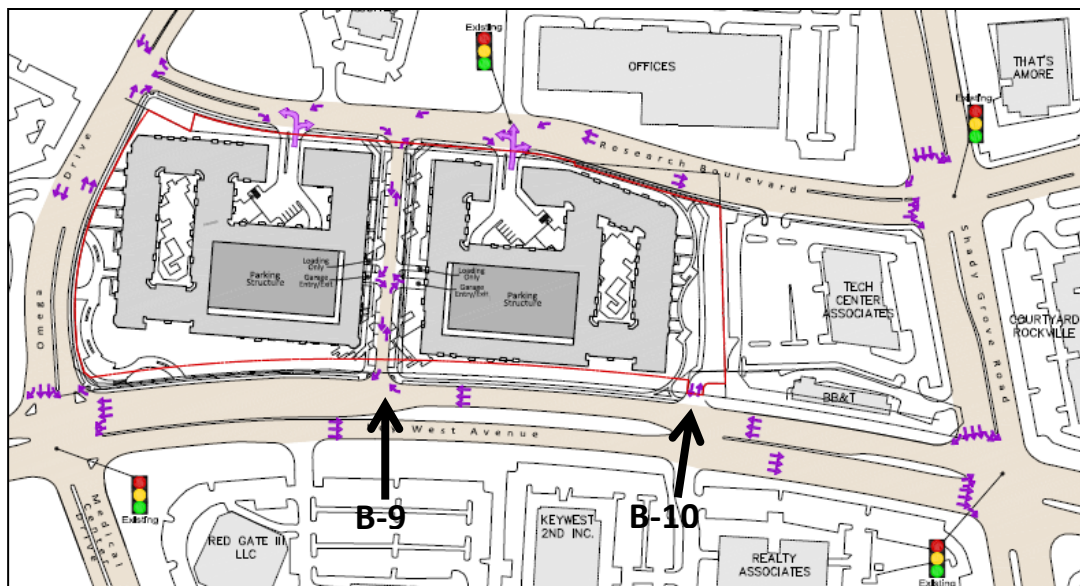 Existing
OFFICES
THAT'S
AMORE
Existing
Research Boulevard
Drive
Omega
Loading
Only
Garage
Entry/Exit
Parking
Structure
Loading
Only
Garage
Entry/Exit
Parking
Structure
TECH
CENTER
ASSOCIATES
Shady Grove Road
COURTYARD
ROCKVILLE
BB&T
West Avenue
B-9
B-10
Existing
Medical
Center
Drive
RED GATE III
LLC
KEYWEST
2ND INC.
REALTY
ASSOCIATES
Existing